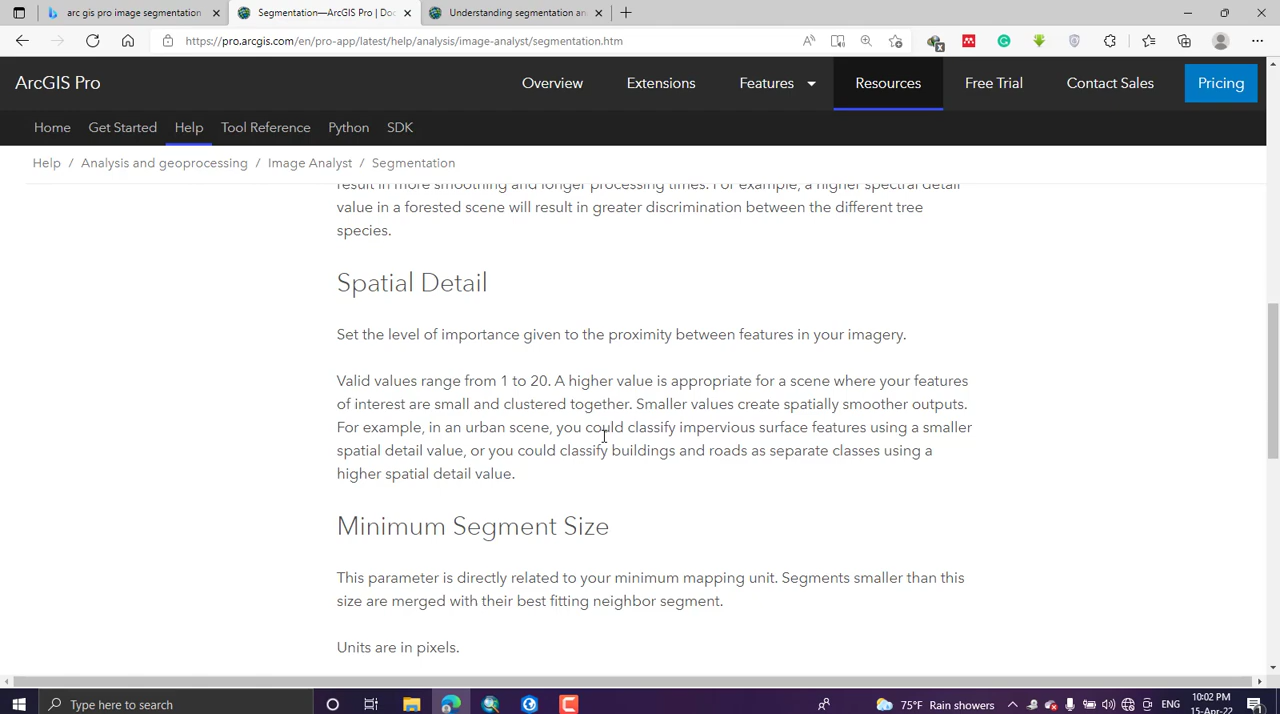 arc gis pro image segmentation
Segmentation—ArcGIS Pro | Doc
Understanding segmentation an
https://pro.arcgis.com/en/pro-app/latest/help/analysis/image-analyst/segmentation.htm
ArcGIS Pro
Overview
Extensions
Features
Resources
Free Trial
Contact Sales
Pricing
Home
Get Started
Help
Tool Reference
Python
SDK
Help / Analysis and geoprocessing / Image Analyst / Segmentation
result in more smoothing and longer processing times. For example, a higher spectral detail
value in a forested scene will result in greater discrimination between the different tree
species.
Spatial Detail
Set the level of importance given to the proximity between features in your imagery.
Valid values range from 1 to 20. A higher value is appropriate for a scene where your features
of interest are small and clustered together. Smaller values create spatially smoother outputs.
For example, in an urban scene, you could classify impervious surface features using a smaller
spatial detail value, or you could classify buildings and roads as separate classes using a
higher spatial detail value.
Minimum Segment Size
This parameter is directly related to your minimum mapping unit. Segments smaller than this
size are merged with their best fitting neighbor segment.
Units are in pixels.
Type here to search
75°F Rain showers
ENG
10:02 PM
15-Apr-22